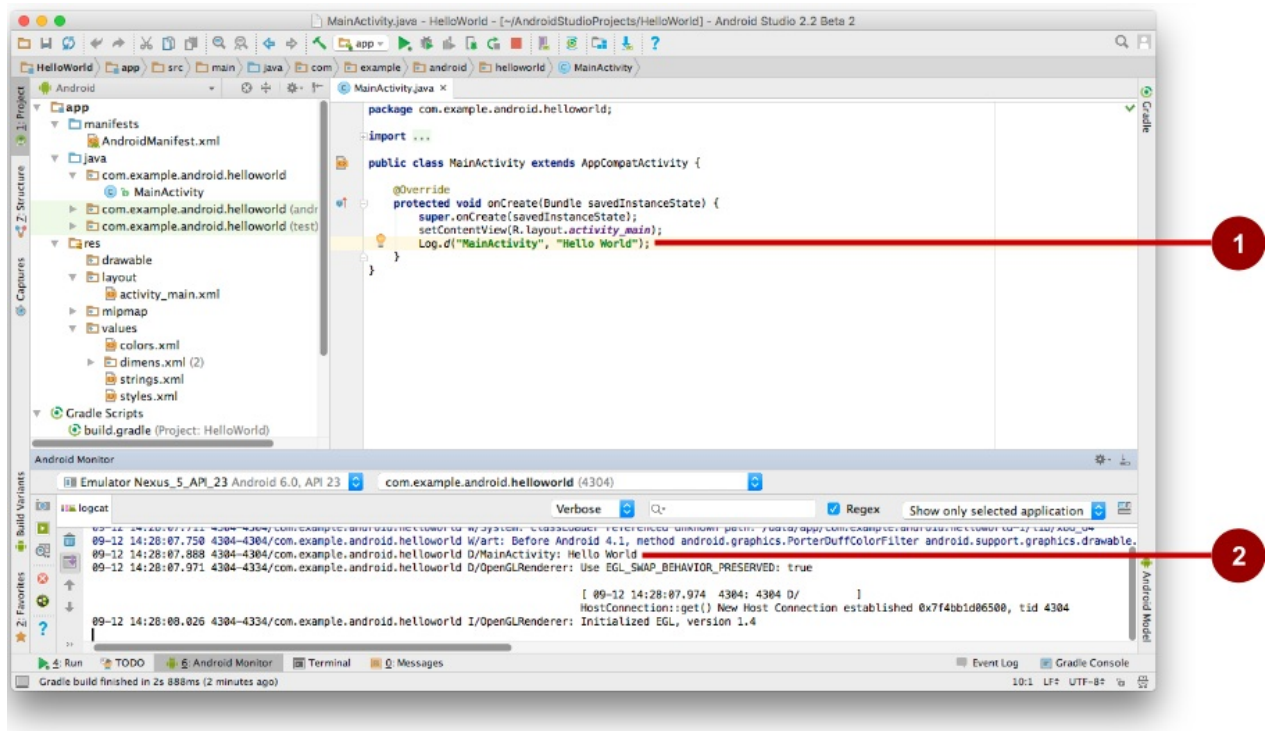 MainActivity.java - HelloWorld - [~/AndroidStudioProjects/HelloWorld] - Android Studio 2.2 Beta 2
app
HelloWorld app src main java com example android helloworld MainActivity
Android
MainActivity.java ×
1: Project
Z: Structure
Captures
Build Variants
2: Favorites
app
manifests
AndroidManifest.xml
java
com.example.android.helloworld
MainActivity
com.example.android.helloworld (andr
com.example.android.helloworld (test)
res
drawable
layout
activity_main.xml
mipmap
values
colors.xml
dimens.xml (2)
strings.xml
styles.xml
Gradle Scripts
build.gradle (Project: HelloWorld)
package com.example.android.helloworld;
import ...
public class MainActivity extends AppCompatActivity {
@Override
protected void onCreate(Bundle savedInstanceState) {
super.onCreate(savedInstanceState);
setContentView(R.layout.activity_main);
Log.d("MainActivity", "Hello World");
}
}
1
Gradle
Android Monitor
Emulator Nexus_5_API_23 Android 6.0, API 23
com.example.android.helloworld (4304)
logcat
Verbose
Regex
Show only selected application
09-12 14:28:07.750 4304-4304/com.example.android.helloworld W/art: Before Android 4.1, method android.graphics.PorterDuffColorFilter android.support.graphics.drawable.
09-12 14:28:07.888 4304-4304/com.example.android.helloworld D/MainActivity: Hello World
09-12 14:28:07.971 4304-4334/com.example.android.helloworld D/OpenGLRenderer: Use EGL_SWAP_BEHAVIOR_PRESERVED: true
[ 09-12 14:28:07.974 4304: 4304 D/ ]
HostConnection::get() New Host Connection established 0x7f4bb1d06500, tid 4304
09-12 14:28:08.026 4304-4334/com.example.android.helloworld I/OpenGLRenderer: Initialized EGL, version 1.4
2
Android Model
4: Run TODO 6: Android Monitor Terminal 0: Messages Event Log Gradle Console
Gradle build finished in 2s 888ms (2 minutes ago) 10:1 LF÷ UTF-8÷